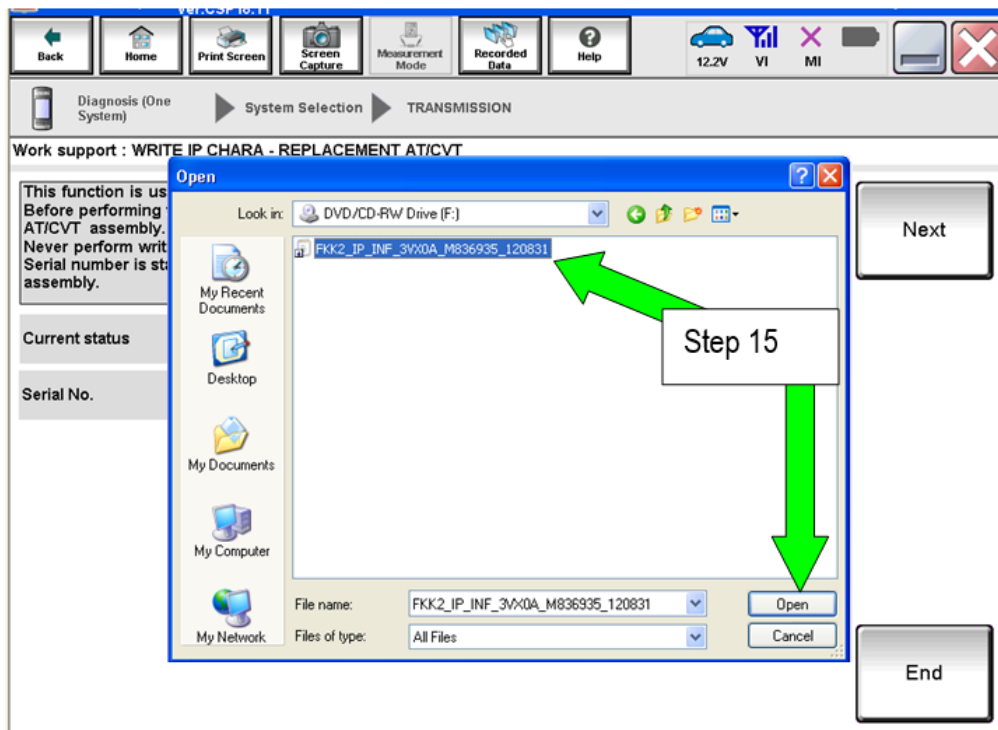 Ver.CSP16.11
Back
Home
Print Screen
Screen Capture
Measurement Mode
Recorded Data
Help
12.2V
VI
MI
Diagnosis (One System)
System Selection
TRANSMISSION
Work support : WRITE IP CHARA - REPLACEMENT AT/CVT
This function is us
Before performing
AT/CVT assembly.
Never perform writ
Serial number is sta
assembly.
Current status
Serial No.
Open
Look in:
DVD/CD-RW Drive (F:)
FKK2_IP_INF_3VX0A_M836935_120831
My Recent Documents
Desktop
My Documents
My Computer
My Network
File name:
FKK2_IP_INF_3VX0A_M836935_120831
Open
Files of type:
All Files
Cancel
Step 15
Next
End